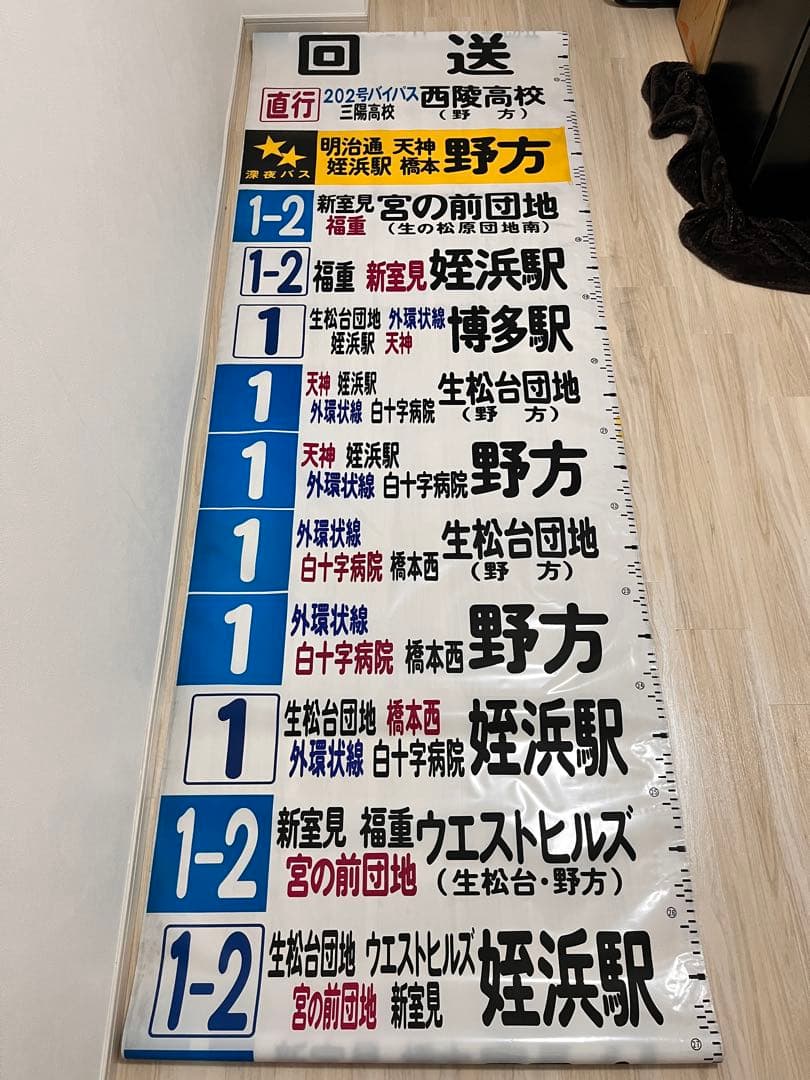 回 送
直行 202号バイパス 西陵高校
三陽高校 (野 方)
明治通 天神 野方
深夜バス 姪浜駅 橋本
1-2 新室見 宮の前団地
福重 (生の松原団地南)
1-2 福重 新室見 姪浜駅
1 生松台団地 外環状線 博多駅
姪浜駅 天神
1 天神 姪浜駅 生松台団地
外環状線 白十字病院 (野 方)
1 天神 姪浜駅 野方
外環状線 白十字病院
1 外環状線 生松台団地
白十字病院 橋本西 (野 方)
1 外環状線 野方
白十字病院 橋本西
1 生松台団地 橋本西 姪浜駅
外環状線 白十字病院
1-2 新室見 福重 ウエストヒルズ
宮の前団地 (生松台・野方)
1-2 生松台団地 ウエストヒルズ 姪浜駅
宮の前団地 新室見